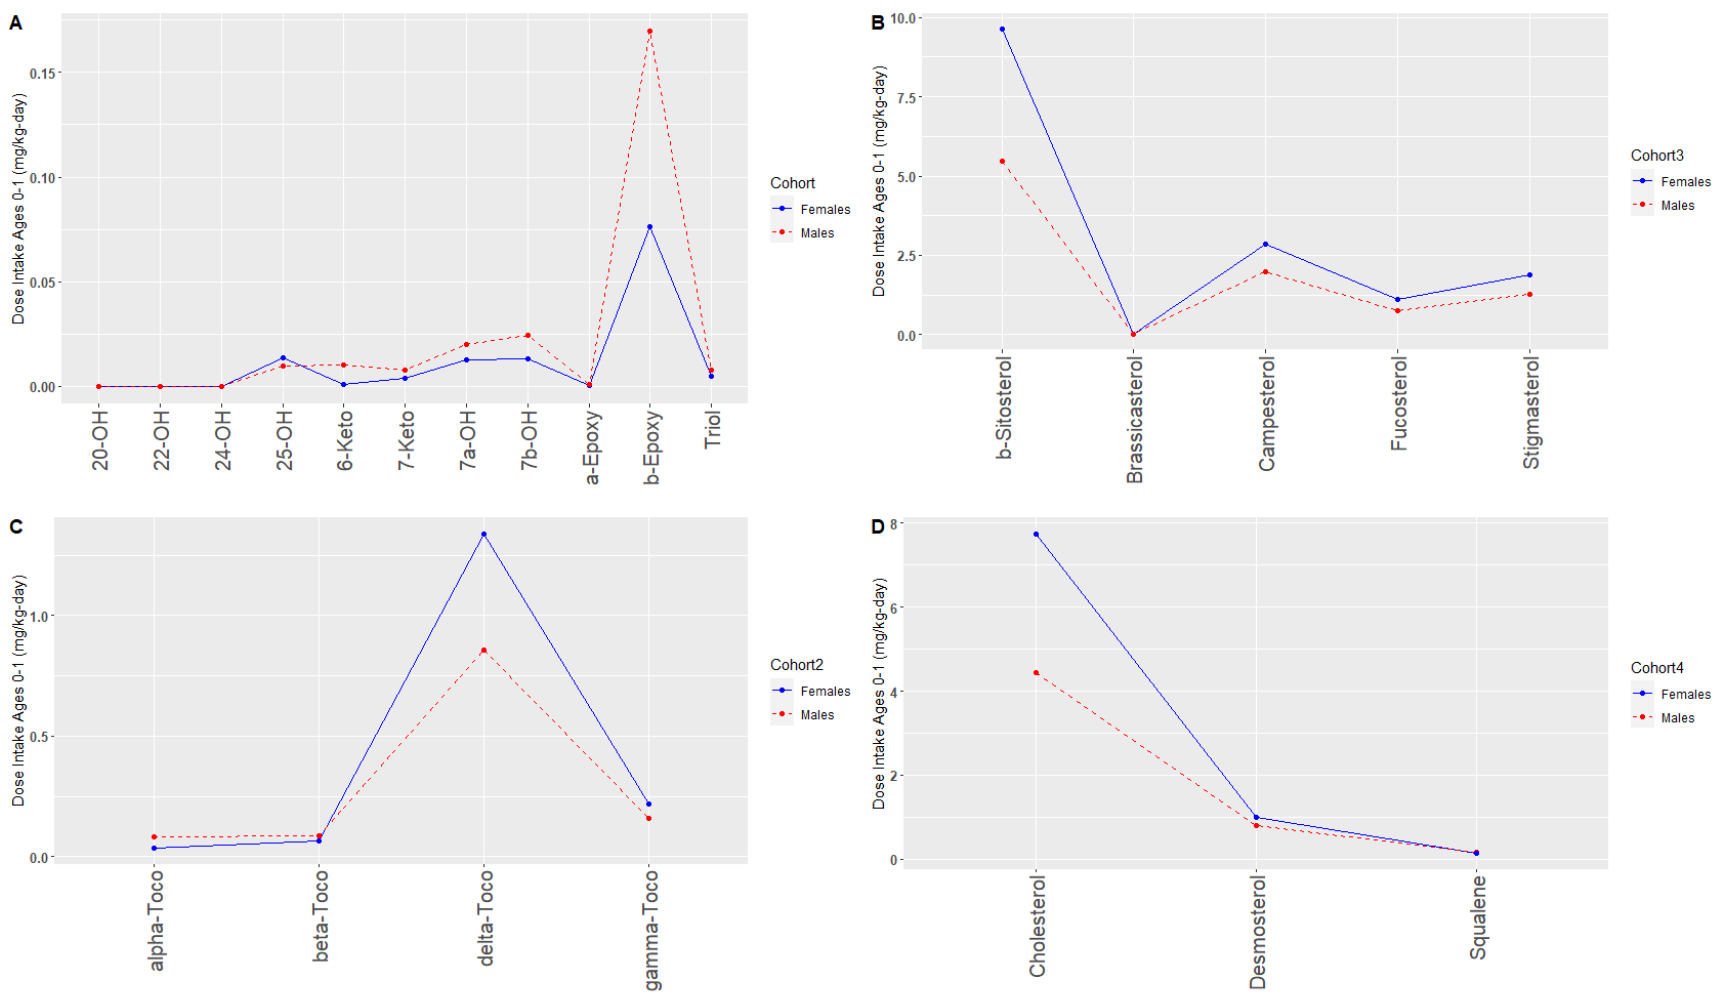 A
Dose Intake Ages 0-1 (mg/kg-day)
0.15
0.10
0.05
0.00
20-OH
22-OH
24-OH
25-OH
6-Keto
7-Keto
7a-OH
7b-OH
a-Epoxy
b-Epoxy
Triol
Cohort
Females
Males
B
Dose Intake Ages 0-1 (mg/kg-day)
10.0
7.5
5.0
2.5
0.0
b-Sitosterol
Brassicasterol
Campesterol
Fucosterol
Stigmasterol
Cohort3
Females
Males
C
Dose Intake Ages 0-1 (mg/kg-day)
1.0
0.5
0.0
alpha-Toco
beta-Toco
delta-Toco
gamma-Toco
Cohort2
Females
Males
D
Dose Intake Ages 0-1 (mg/kg-day)
8
6
4
2
0
Cholesterol
Desmosterol
Squalene
Cohort4
Females
Males